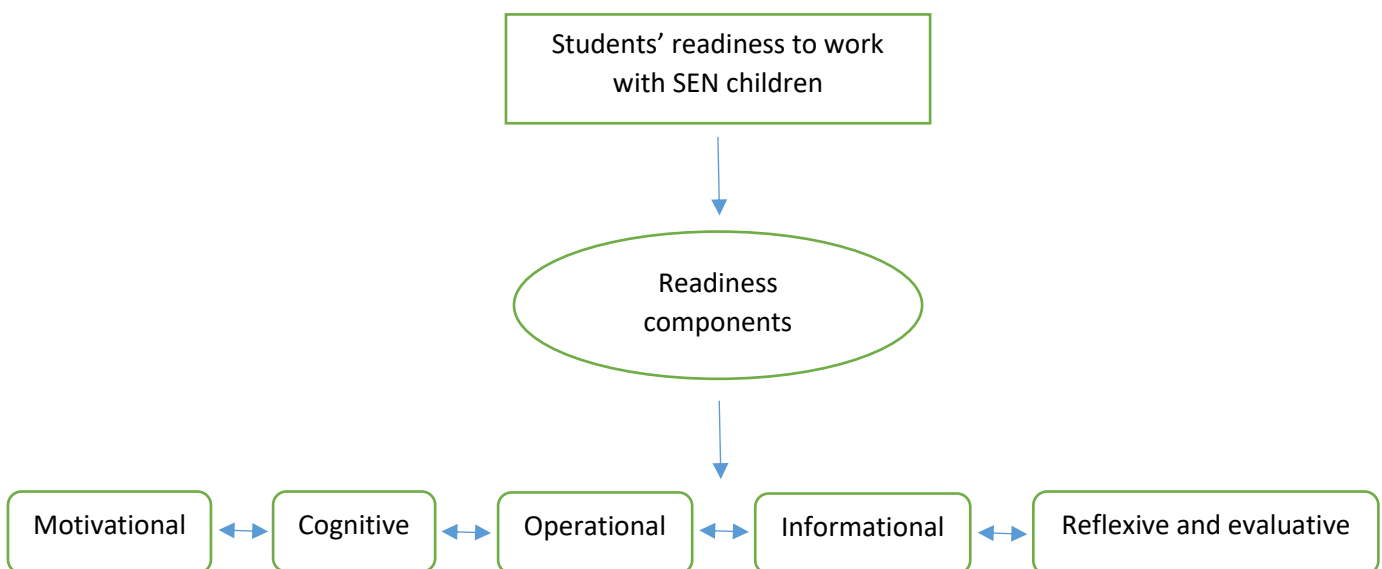 Students’ readiness to work
with SEN children
Readiness
components
Motivational
Cognitive
Operational
Informational
Reflexive and evaluative